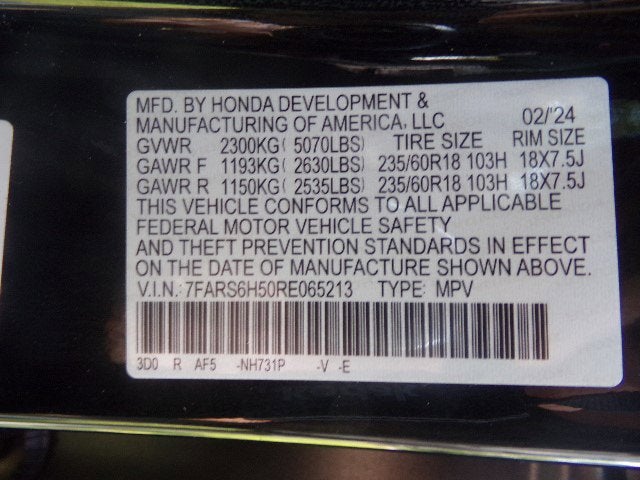 MFD. BY HONDA DEVELOPMENT &
MANUFACTURING OF AMERICA, LLC 02/'24
GVWR 2300KG( 5070LBS) TIRE SIZE RIM SIZE
GAWR F 1193KG( 2630LBS) 235/60R18 103H 18X7.5J
GAWR R 1150KG( 2535LBS) 235/60R18 103H 18X7.5J
THIS VEHICLE CONFORMS TO ALL APPLICABLE
FEDERAL MOTOR VEHICLE SAFETY
AND THEFT PREVENTION STANDARDS IN EFFECT
ON THE DATE OF MANUFACTURE SHOWN ABOVE.
V.I.N.: 7FARS6H50RE065213 TYPE: MPV
3D0 R AF5 -NH731P -V -E